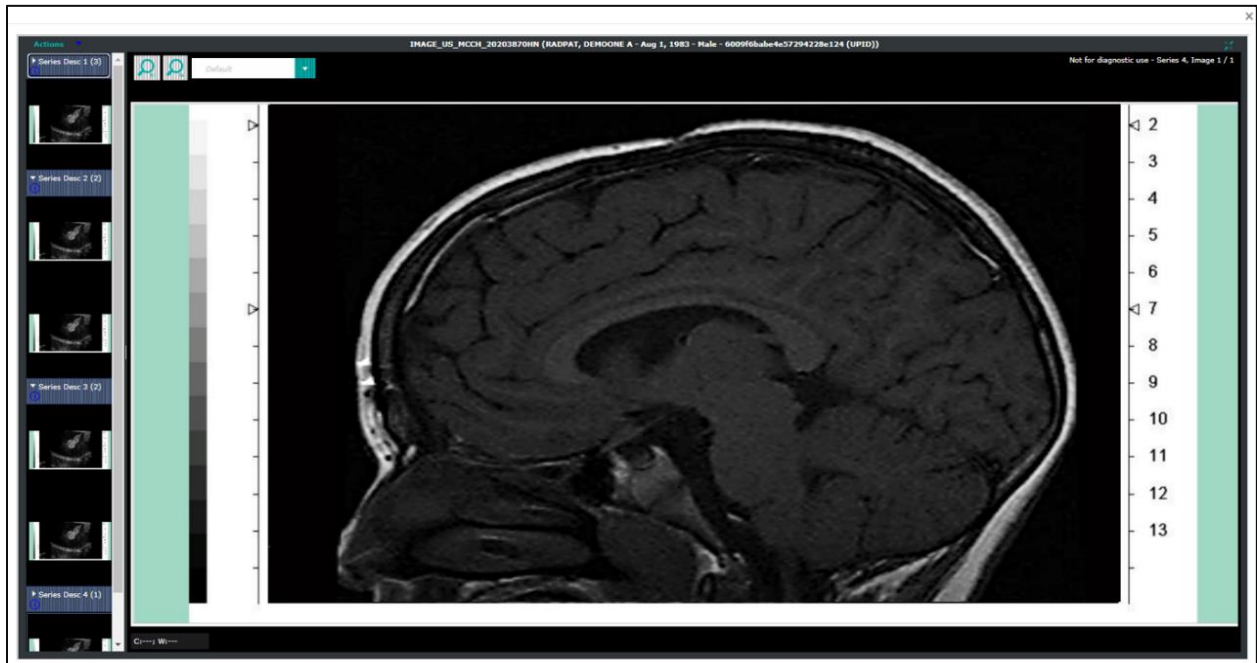 Actions
IMAGE_US_MCCH_20203870HN (RADPAT, DEMOONE A - Aug 1, 1983 - Male - 6009f6babe4e57294228e124 (UPID))
Series Desc 1 (3)
Default
Not for diagnostic use - Series 4, Image 1 / 1
Series Desc 2 (2)
Series Desc 3 (2)
Series Desc 4 (1)
2
3
4
5
6
7
8
9
10
11
12
13
C:---; W:---